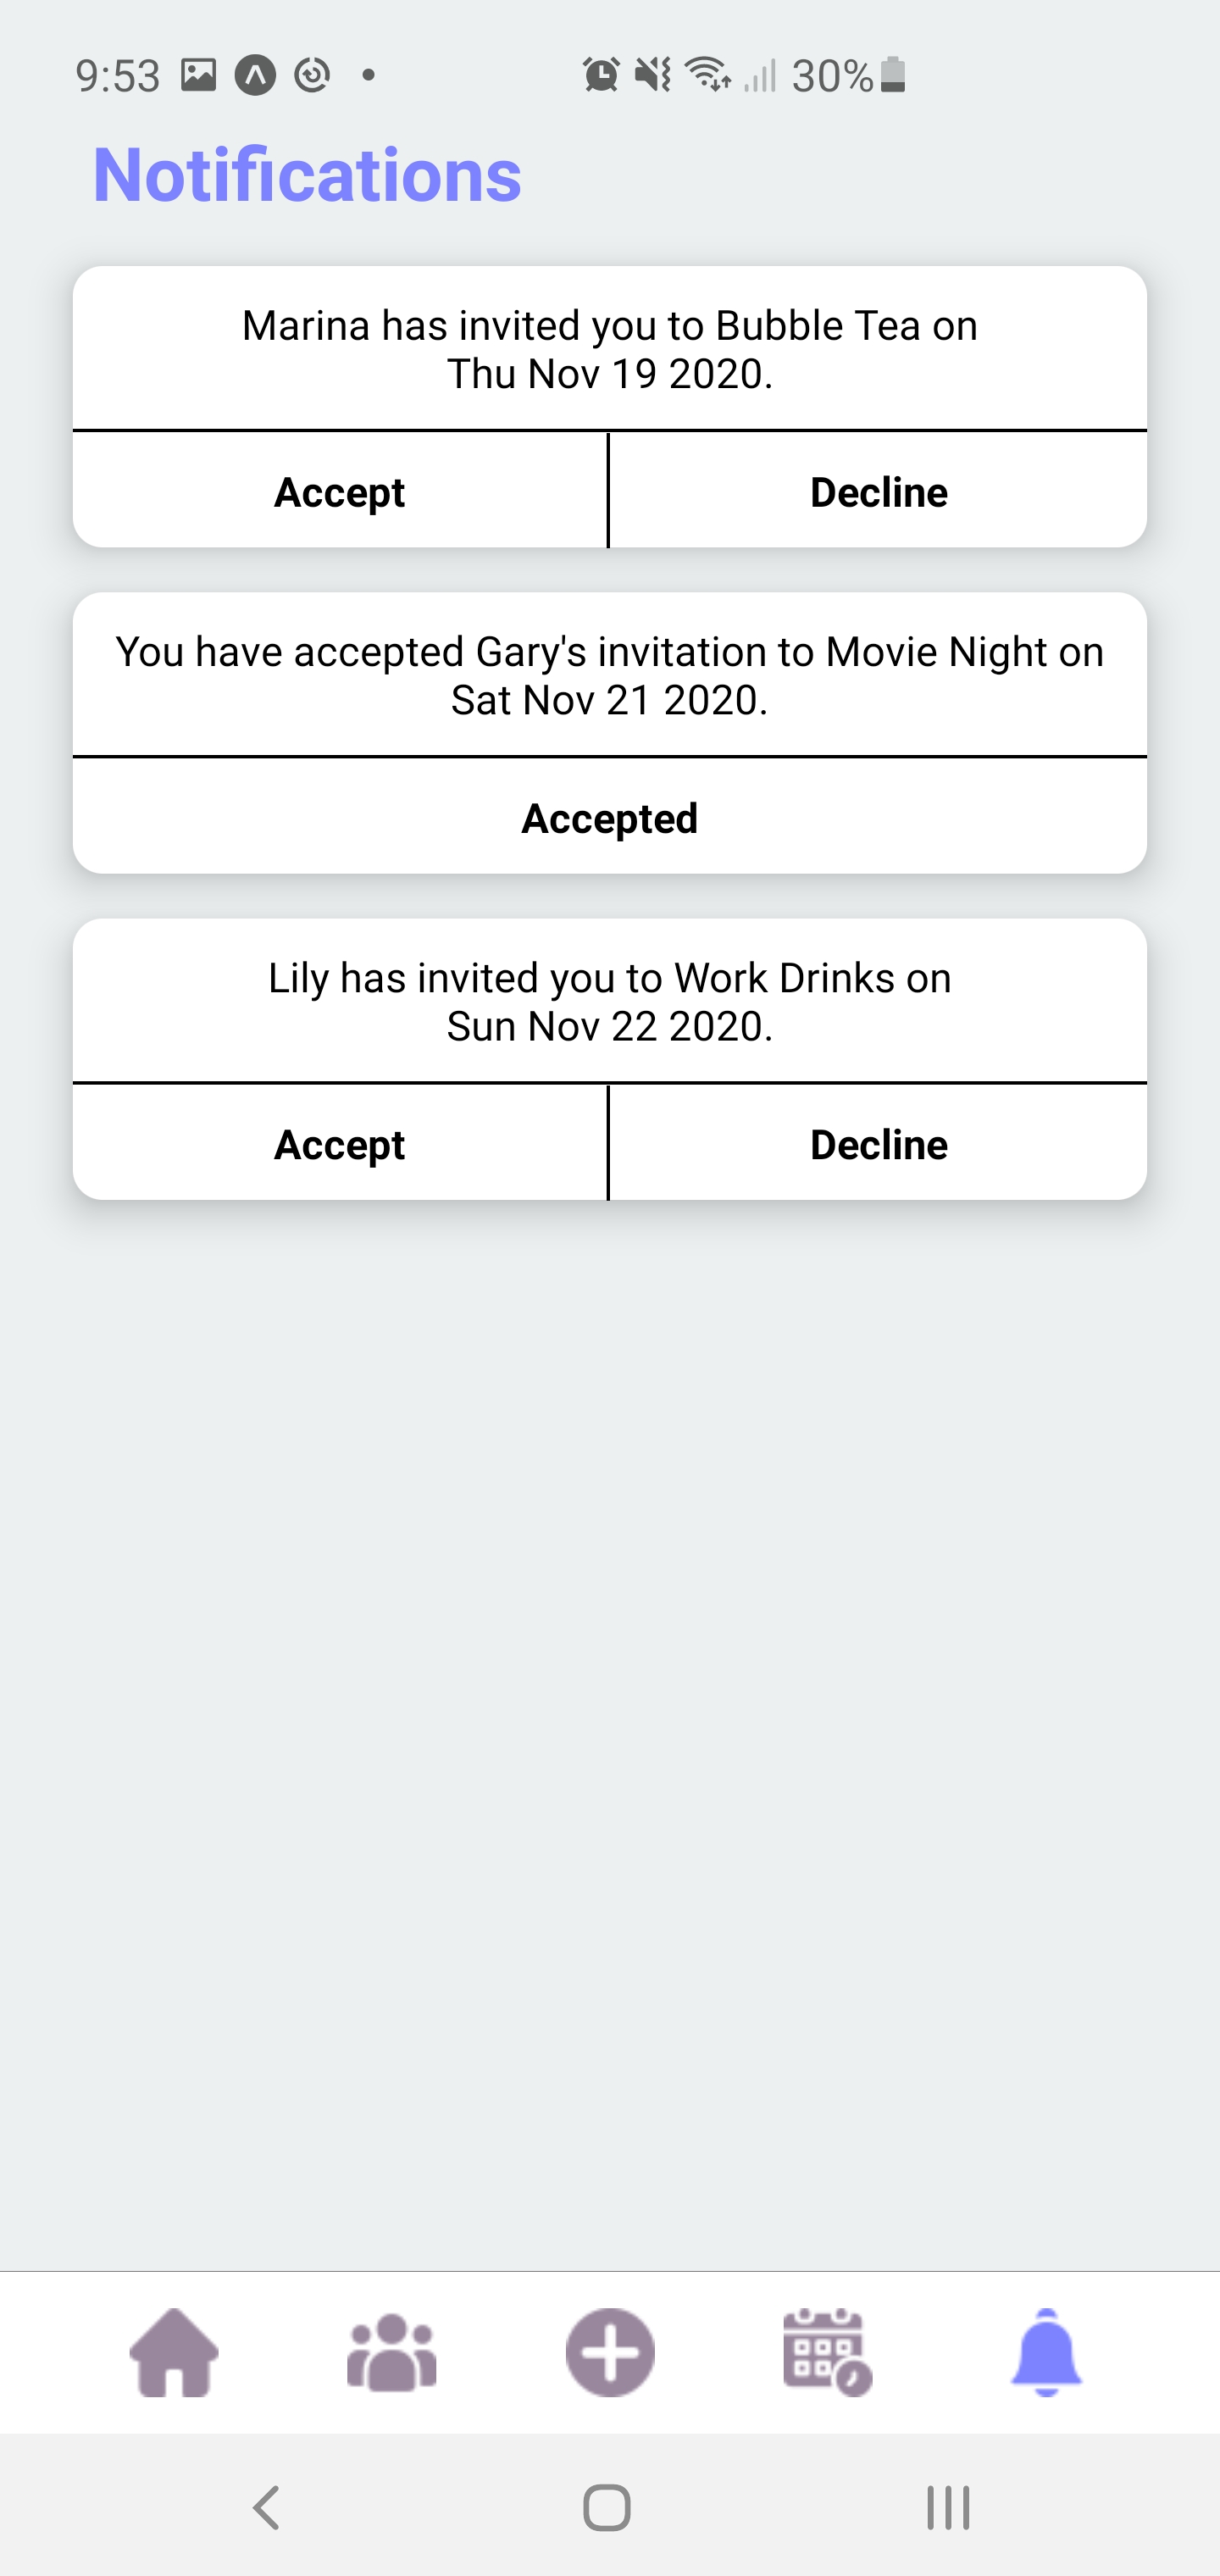 9:53
30%
Notifications
Marina has invited you to Bubble Tea on
Thu Nov 19 2020.
Accept
Decline
You have accepted Gary's invitation to Movie Night on
Sat Nov 21 2020.
Accepted
Lily has invited you to Work Drinks on
Sun Nov 22 2020.
Accept
Decline